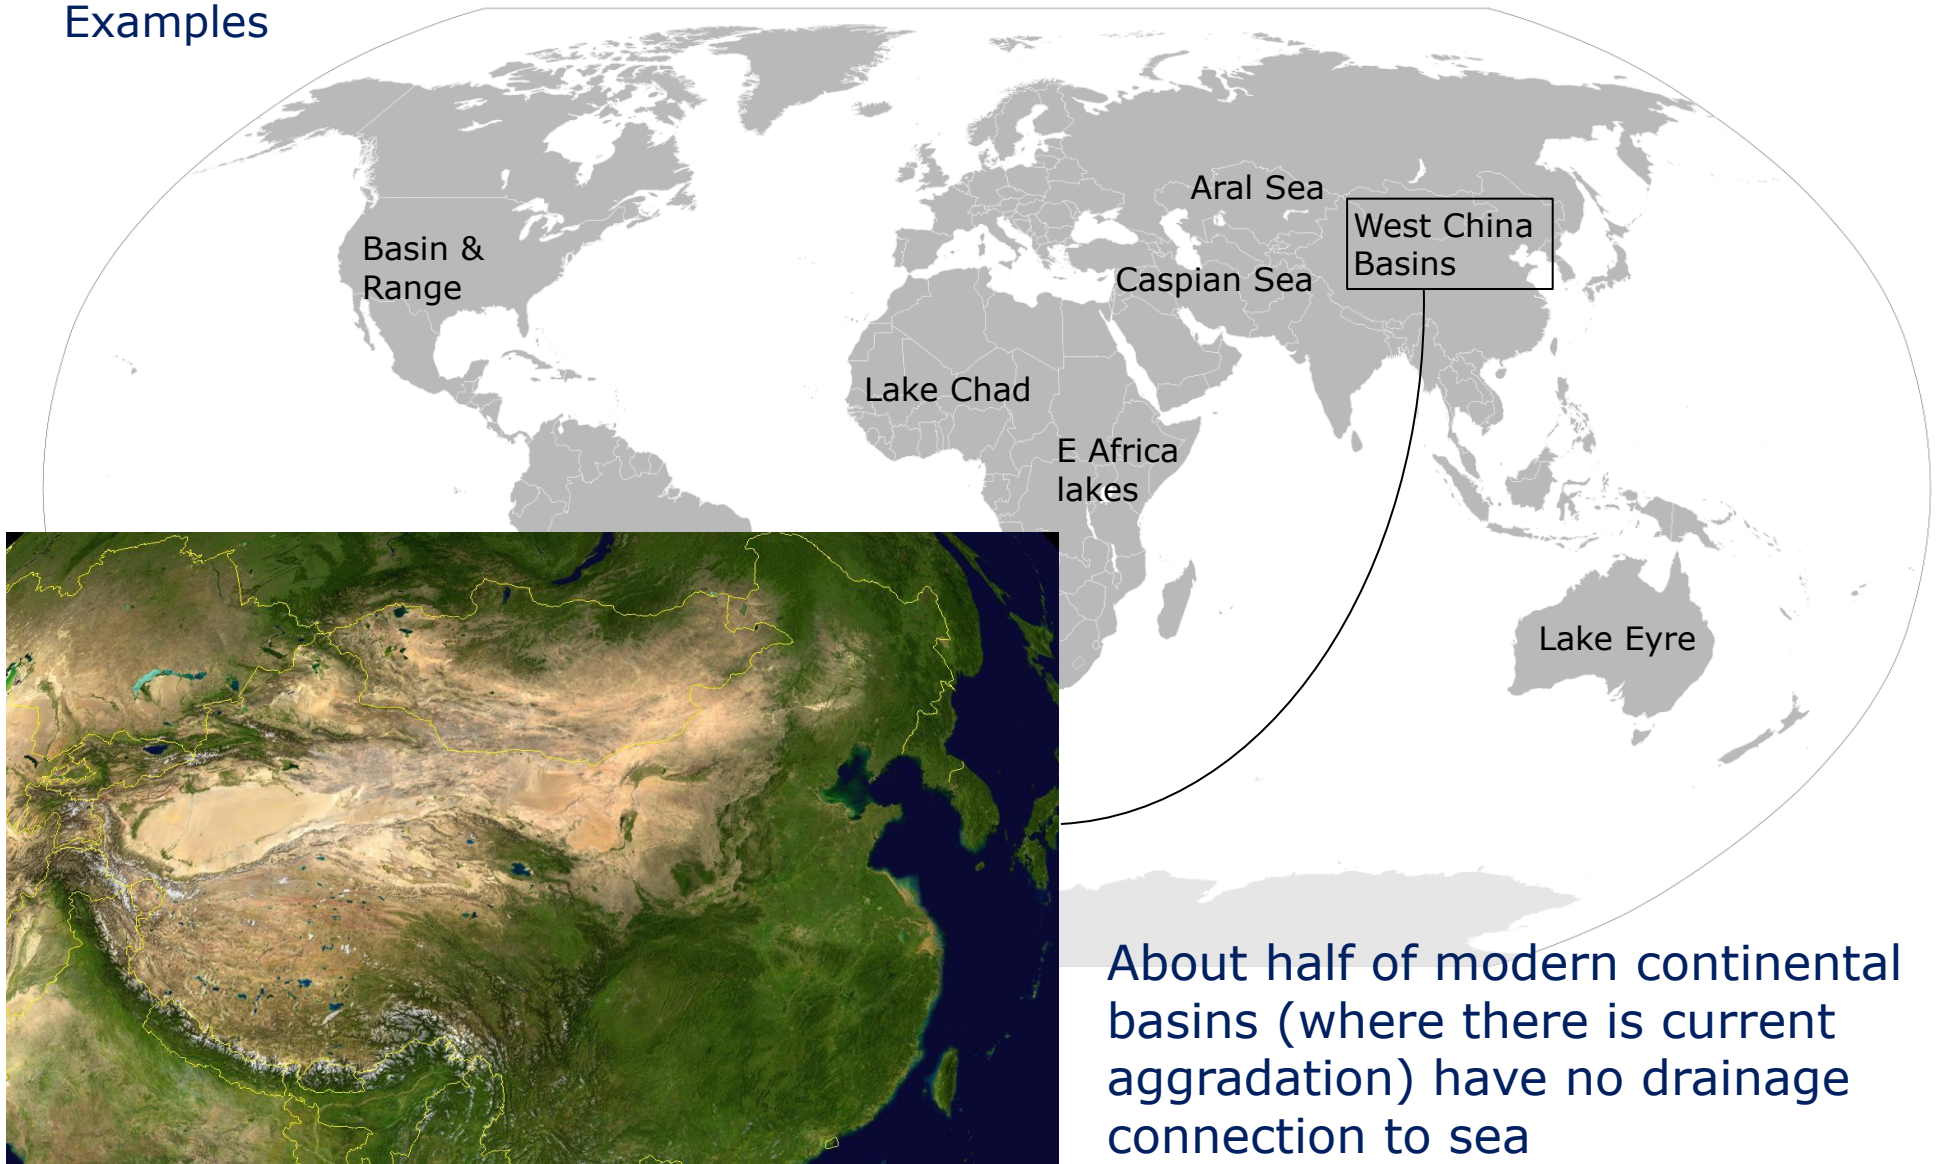 Examples
Aral Sea
West China
Basins
Basin &
Range
Caspian Sea
Lake Chad
E Africa
lakes
Lake Eyre
About half of modern continental
basins (where there is current
aggradation) have no drainage
connection to sea